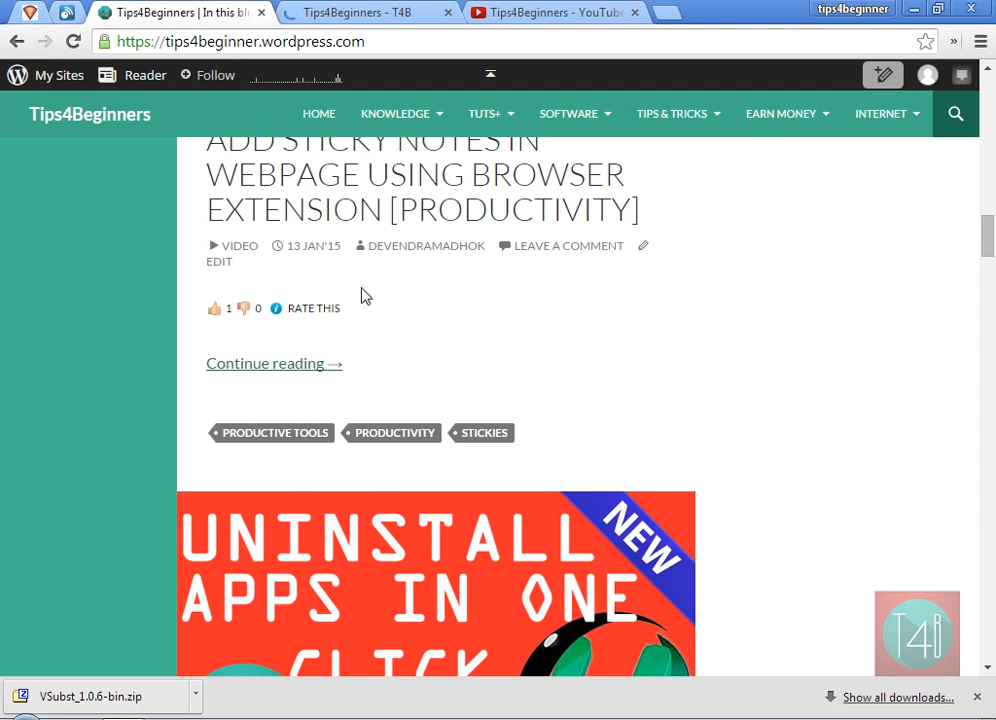 tips4beginner
Tips4Beginners | In this blo
Tips4Beginners - T4B
Tips4Beginners - YouTube
https://tips4beginner.wordpress.com
My Sites
Reader
Follow
Tips4Beginners
HOME
KNOWLEDGE
TUTS+
SOFTWARE
TIPS & TRICKS
EARN MONEY
INTERNET
ADD STICKY NOTES IN
WEBPAGE USING BROWSER
EXTENSION [PRODUCTIVITY]
VIDEO 13 JAN'15 DEVENDRAMADHOK LEAVE A COMMENT
EDIT
1 0 RATE THIS
Continue reading →
PRODUCTIVE TOOLS
PRODUCTIVITY
STICKIES
UNINSTALL
APPS IN ONE
CLICK
NEW
T4B
VSubst_1.0.6-bin.zip
Show all downloads...